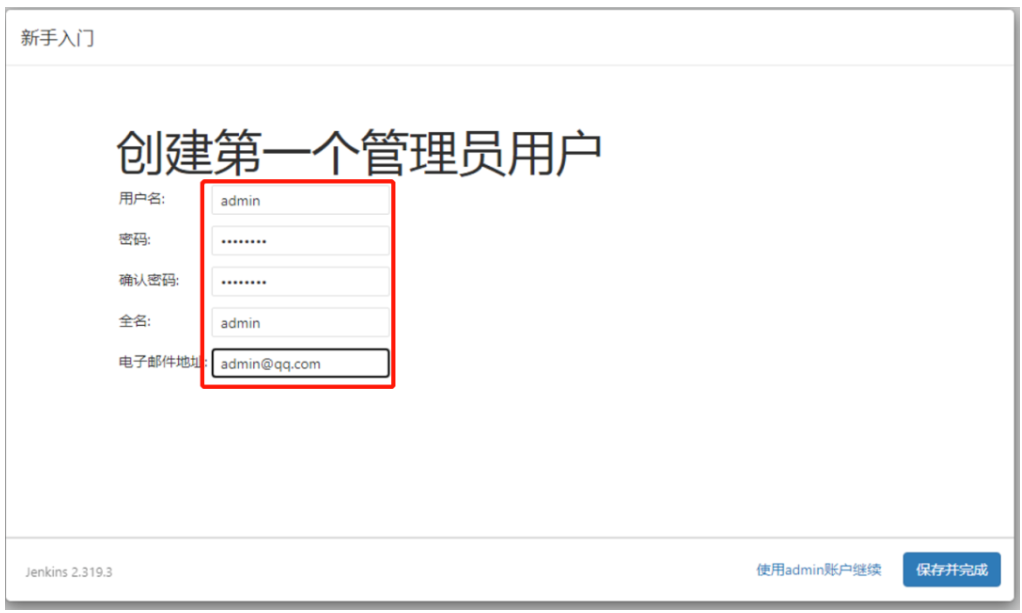 新手入门
创建第一个管理员用户
用户名: admin
密码: ••••••••
确认密码: ••••••••
全名: admin
电子邮件地址: admin@qq.com
Jenkins 2.319.3 使用admin账户继续 保存并完成